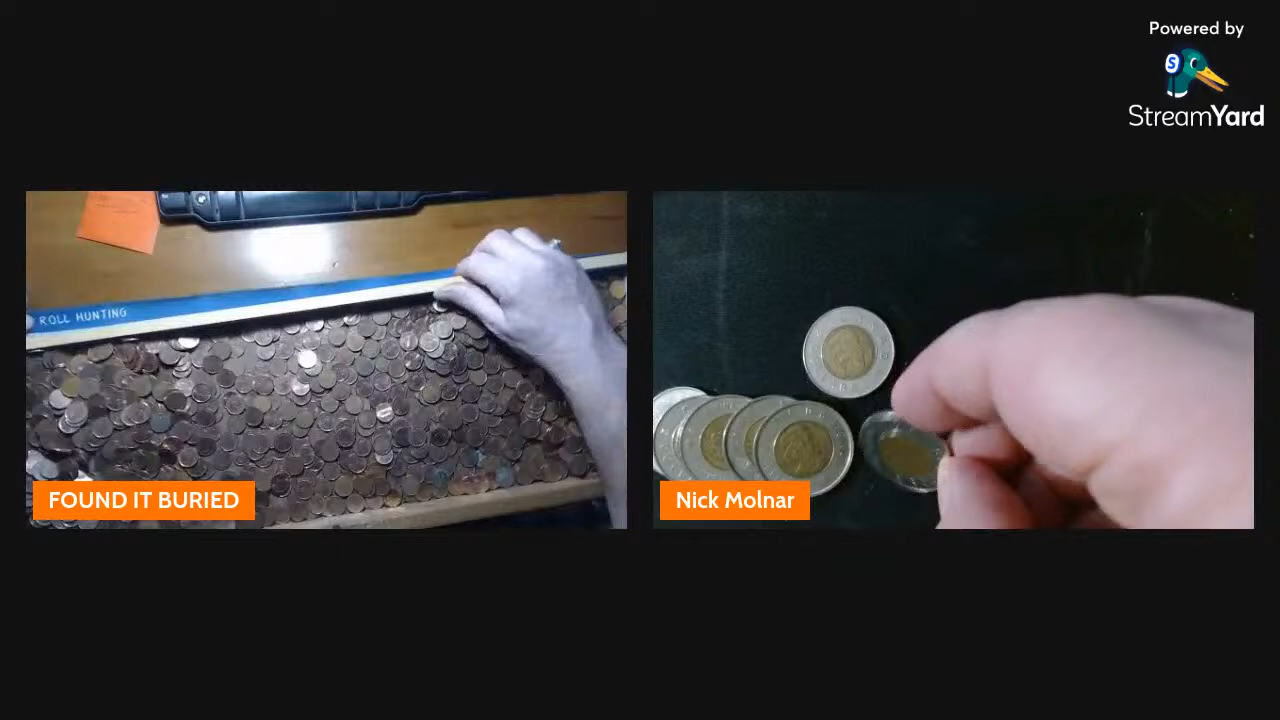 Powered by
StreamYard
ROLL HUNTING
FOUND IT BURIED
Nick Molnar